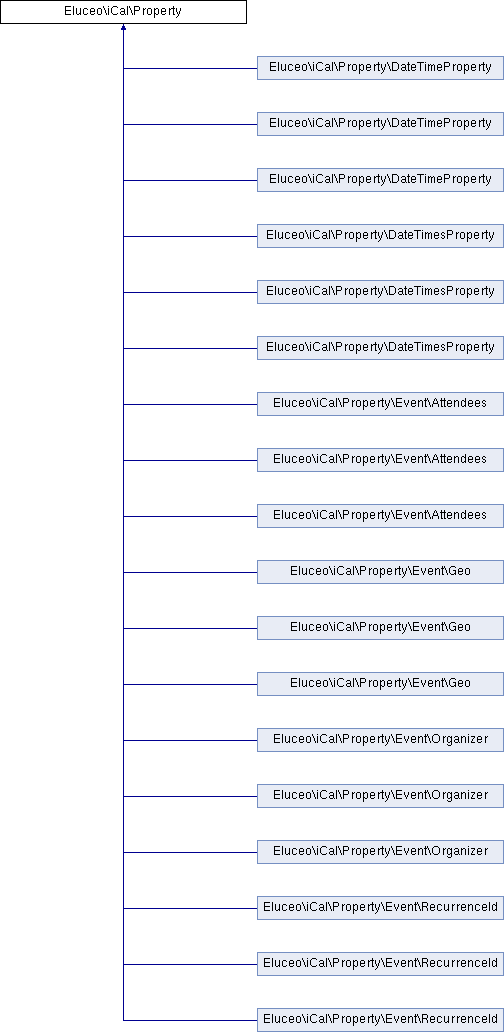 Eluceo\iCal\Property
Eluceo\iCal\Property\DateTimeProperty
Eluceo\iCal\Property\DateTimeProperty
Eluceo\iCal\Property\DateTimeProperty
Eluceo\iCal\Property\DateTimesProperty
Eluceo\iCal\Property\DateTimesProperty
Eluceo\iCal\Property\DateTimesProperty
Eluceo\iCal\Property\Event\Attendees
Eluceo\iCal\Property\Event\Attendees
Eluceo\iCal\Property\Event\Attendees
Eluceo\iCal\Property\Event\Geo
Eluceo\iCal\Property\Event\Geo
Eluceo\iCal\Property\Event\Geo
Eluceo\iCal\Property\Event\Organizer
Eluceo\iCal\Property\Event\Organizer
Eluceo\iCal\Property\Event\Organizer
Eluceo\iCal\Property\Event\RecurrenceId
Eluceo\iCal\Property\Event\RecurrenceId
Eluceo\iCal\Property\Event\RecurrenceId